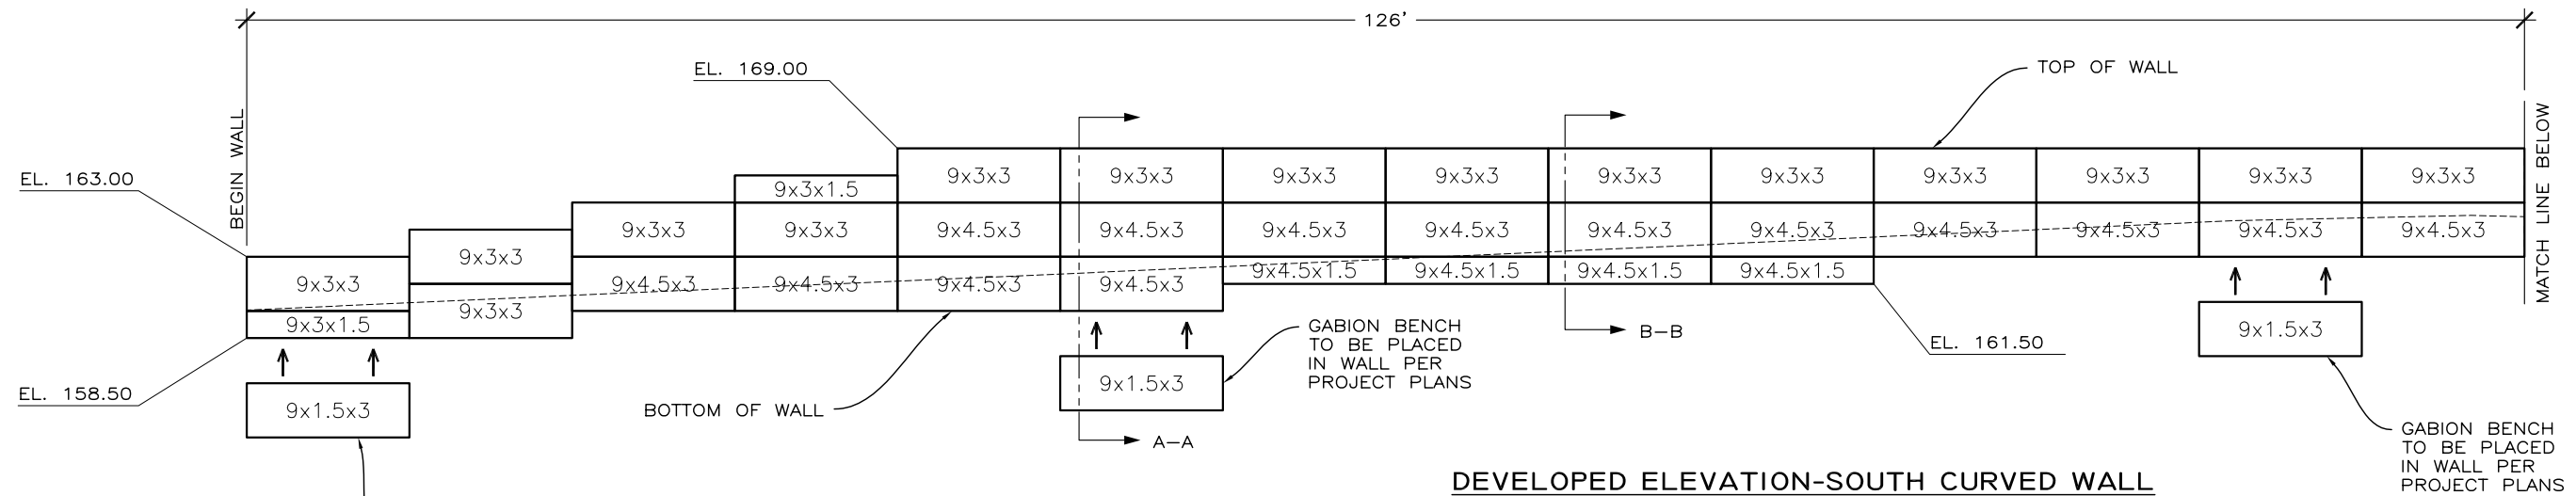 126'
EL. 169.00
TOP OF WALL
BEGIN WALL
MATCH LINE BELOW
EL. 163.00
9x3x3 9x3x3 9x3x3 9x3x3 9x3x3 9x3x3 9x3x3 9x3x3 9x3x3 9x3x3
9x3x1.5
9x3x3 9x3x3 9x4.5x3 9x4.5x3 9x4.5x3 9x4.5x3 9x4.5x3 9x4.5x3 9x4.5x3 9x4.5x3 9x4.5x3 9x4.5x3
9x3x3
9x4.5x1.5 9x4.5x1.5 9x4.5x1.5 9x4.5x1.5
9x3x3 9x4.5x3 9x4.5x3 9x4.5x3 9x4.5x3
9x3x3
9x3x1.5
EL. 158.50
9x1.5x3
BOTTOM OF WALL
9x1.5x3
A-A
GABION BENCH
TO BE PLACED
IN WALL PER
PROJECT PLANS
B-B
EL. 161.50
9x1.5x3
GABION BENCH
TO BE PLACED
IN WALL PER
PROJECT PLANS
DEVELOPED ELEVATION-SOUTH CURVED WALL